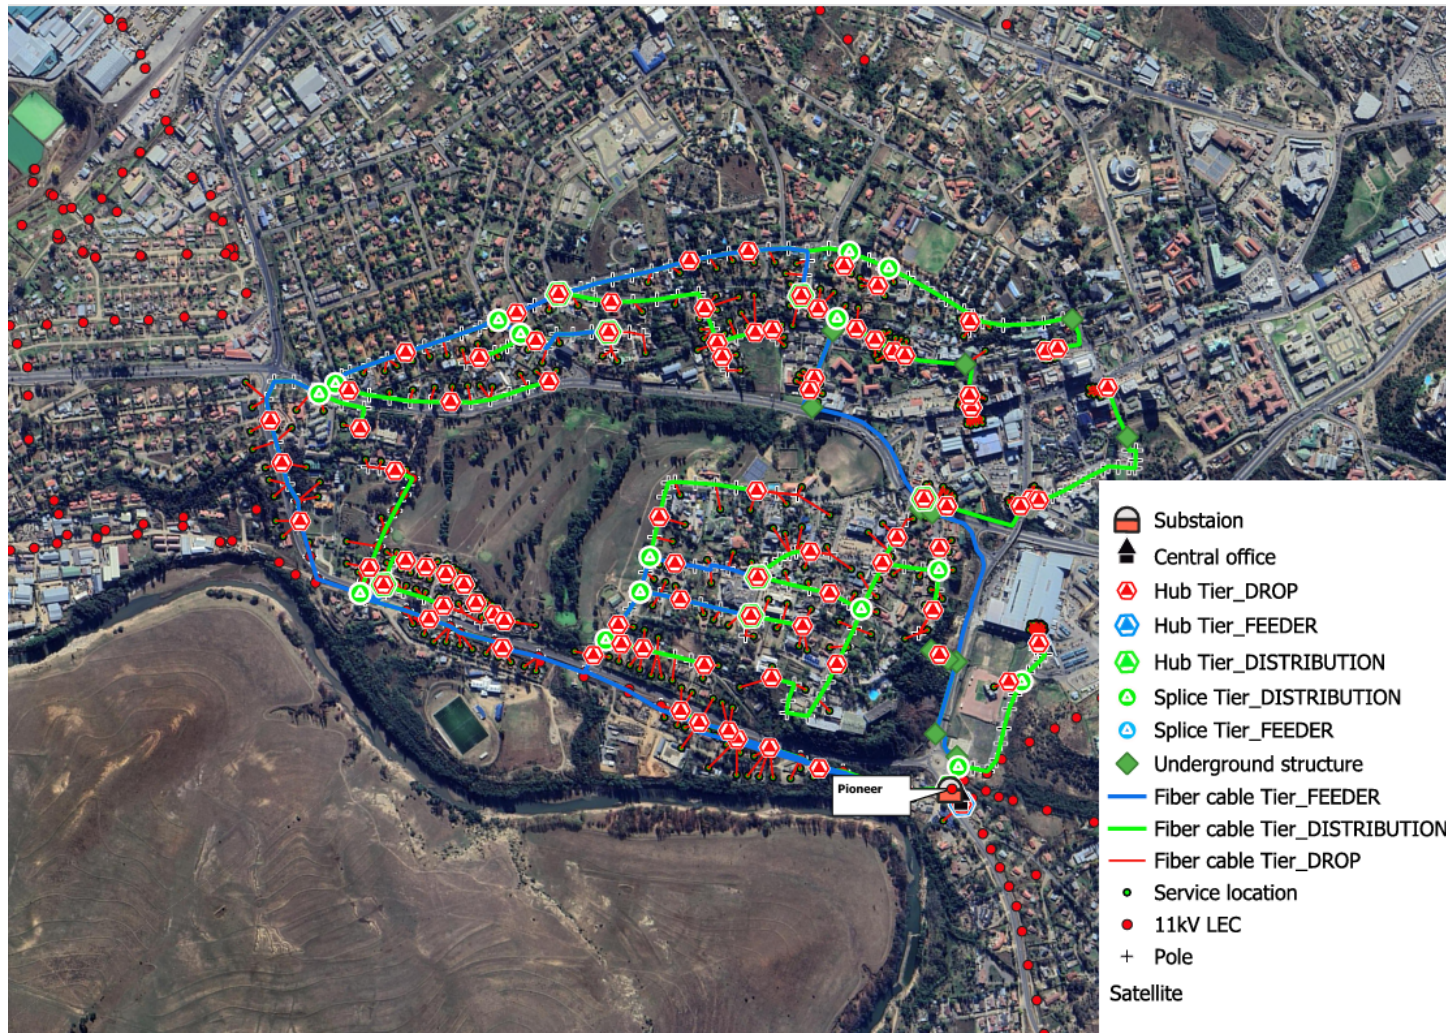 Pioneer
Substaion
Central office
Hub Tier_DROP
Hub Tier_FEEDER
Hub Tier_DISTRIBUTION
Splice Tier_DISTRIBUTION
Splice Tier_FEEDER
Underground structure
Fiber cable Tier_FEEDER
Fiber cable Tier_DISTRIBUTION
Fiber cable Tier_DROP
Service location
11kV LEC
Pole
Satellite